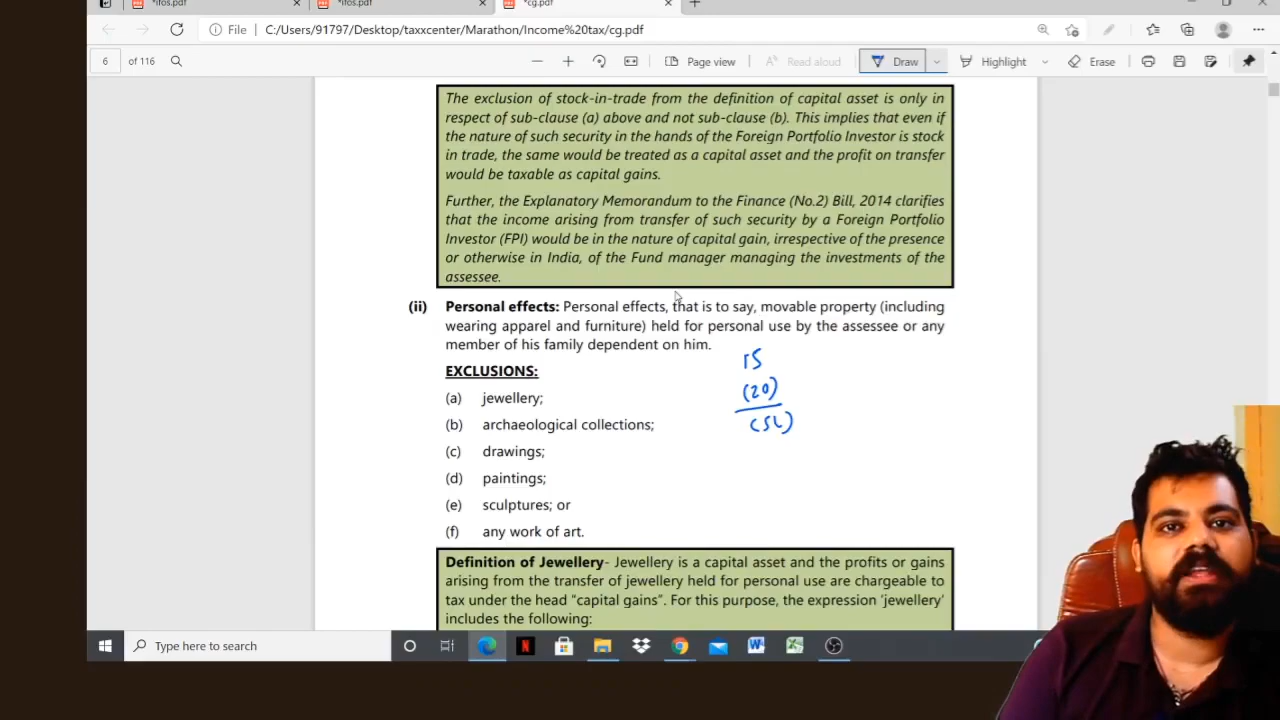 *ifos.pdf
*ifos.pdf
*cg.pdf
File C:/Users/91797/Desktop/taxxcenter/Marathon/Income%20tax/cg.pdf
6 of 116 Page view Read aloud Draw Highlight Erase
The exclusion of stock-in-trade from the definition of capital asset is only in
respect of sub-clause (a) above and not sub-clause (b). This implies that even if
the nature of such security in the hands of the Foreign Portfolio Investor is stock
in trade, the same would be treated as a capital asset and the profit on transfer
would be taxable as capital gains.
Further, the Explanatory Memorandum to the Finance (No.2) Bill, 2014 clarifies
that the income arising from transfer of such security by a Foreign Portfolio
Investor (FPI) would be in the nature of capital gain, irrespective of the presence
or otherwise in India, of the Fund manager managing the investments of the
assessee.
(ii) Personal effects: Personal effects, that is to say, movable property (including
wearing apparel and furniture) held for personal use by the assessee or any
member of his family dependent on him.
15
EXCLUSIONS:
(20)
(a) jewellery;
(5L)
(b) archaeological collections;
(c) drawings;
(d) paintings;
(e) sculptures; or
(f) any work of art.
Definition of Jewellery- Jewellery is a capital asset and the profits or gains
arising from the transfer of jewellery held for personal use are chargeable to
tax under the head "capital gains". For this purpose, the expression 'jewellery'
includes the following:
Type here to search